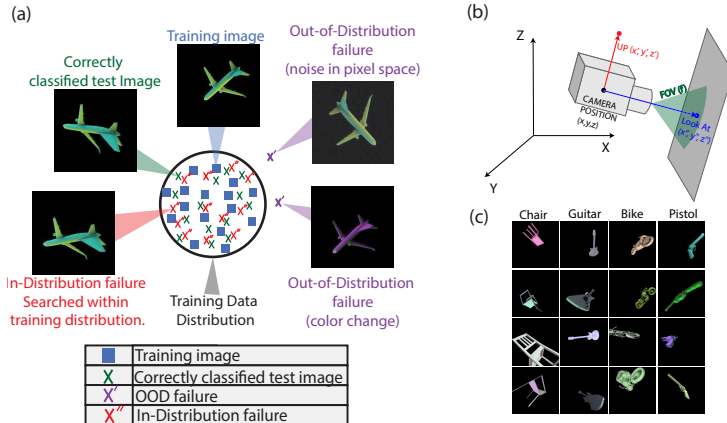 (a)
Training image
Correctly
classified test Image
Out-of-Distribution
failure
(noise in pixel space)
X'
X'
In-Distribution failure
Searched within
training distribution.
Training Data
Distribution
Out-of-Distribution
failure
(color change)
Training image
X Correctly classified test image
X' OOD failure
X'' In-Distribution failure
(b)
Z
UP (x', y', z')
FOV (f)
CAMERA
POSITION
(x,y,z)
Look At
(x'', y'', z'')
X
Y
(c)
Chair Guitar Bike Pistol